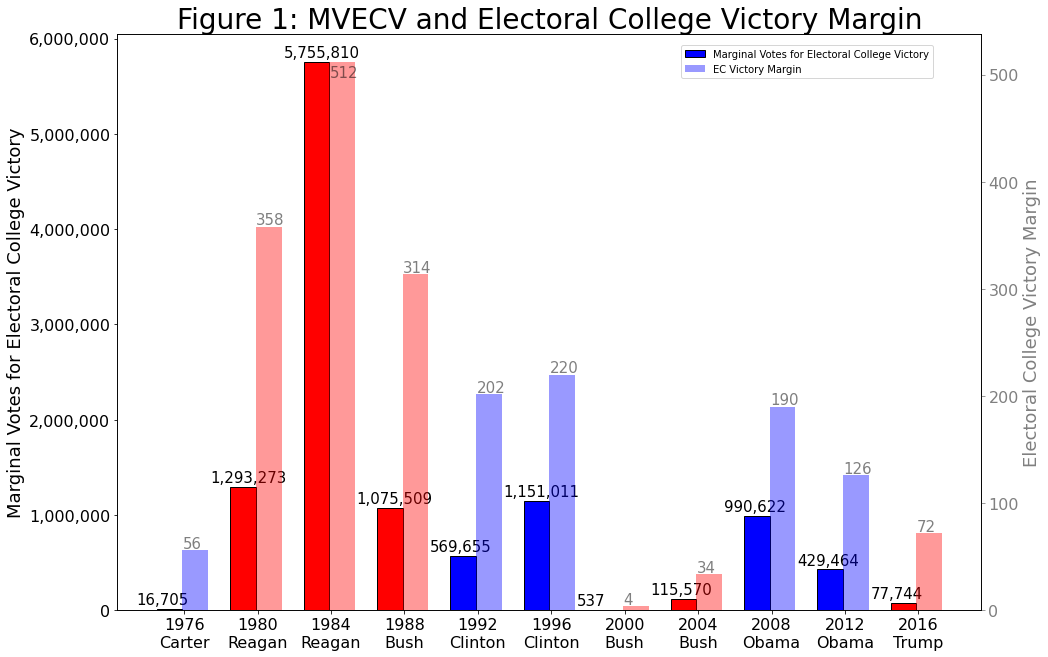 Figure 1: MVECV and Electoral College Victory Margin
Marginal Votes for Electoral College Victory
EC Victory Margin
Marginal Votes for Electoral College Victory
6,000,000
5,000,000
4,000,000
3,000,000
2,000,000
1,000,000
0
Electoral College Victory Margin
500
400
300
200
100
0
16,705
56
1,293,273
358
5,755,810
512
1,075,509
314
569,655
202
1,151,011
220
537
4
115,570
34
990,622
190
429,464
126
77,744
72
1976
Carter
1980
Reagan
1984
Reagan
1988
Bush
1992
Clinton
1996
Clinton
2000
Bush
2004
Bush
2008
Obama
2012
Obama
2016
Trump